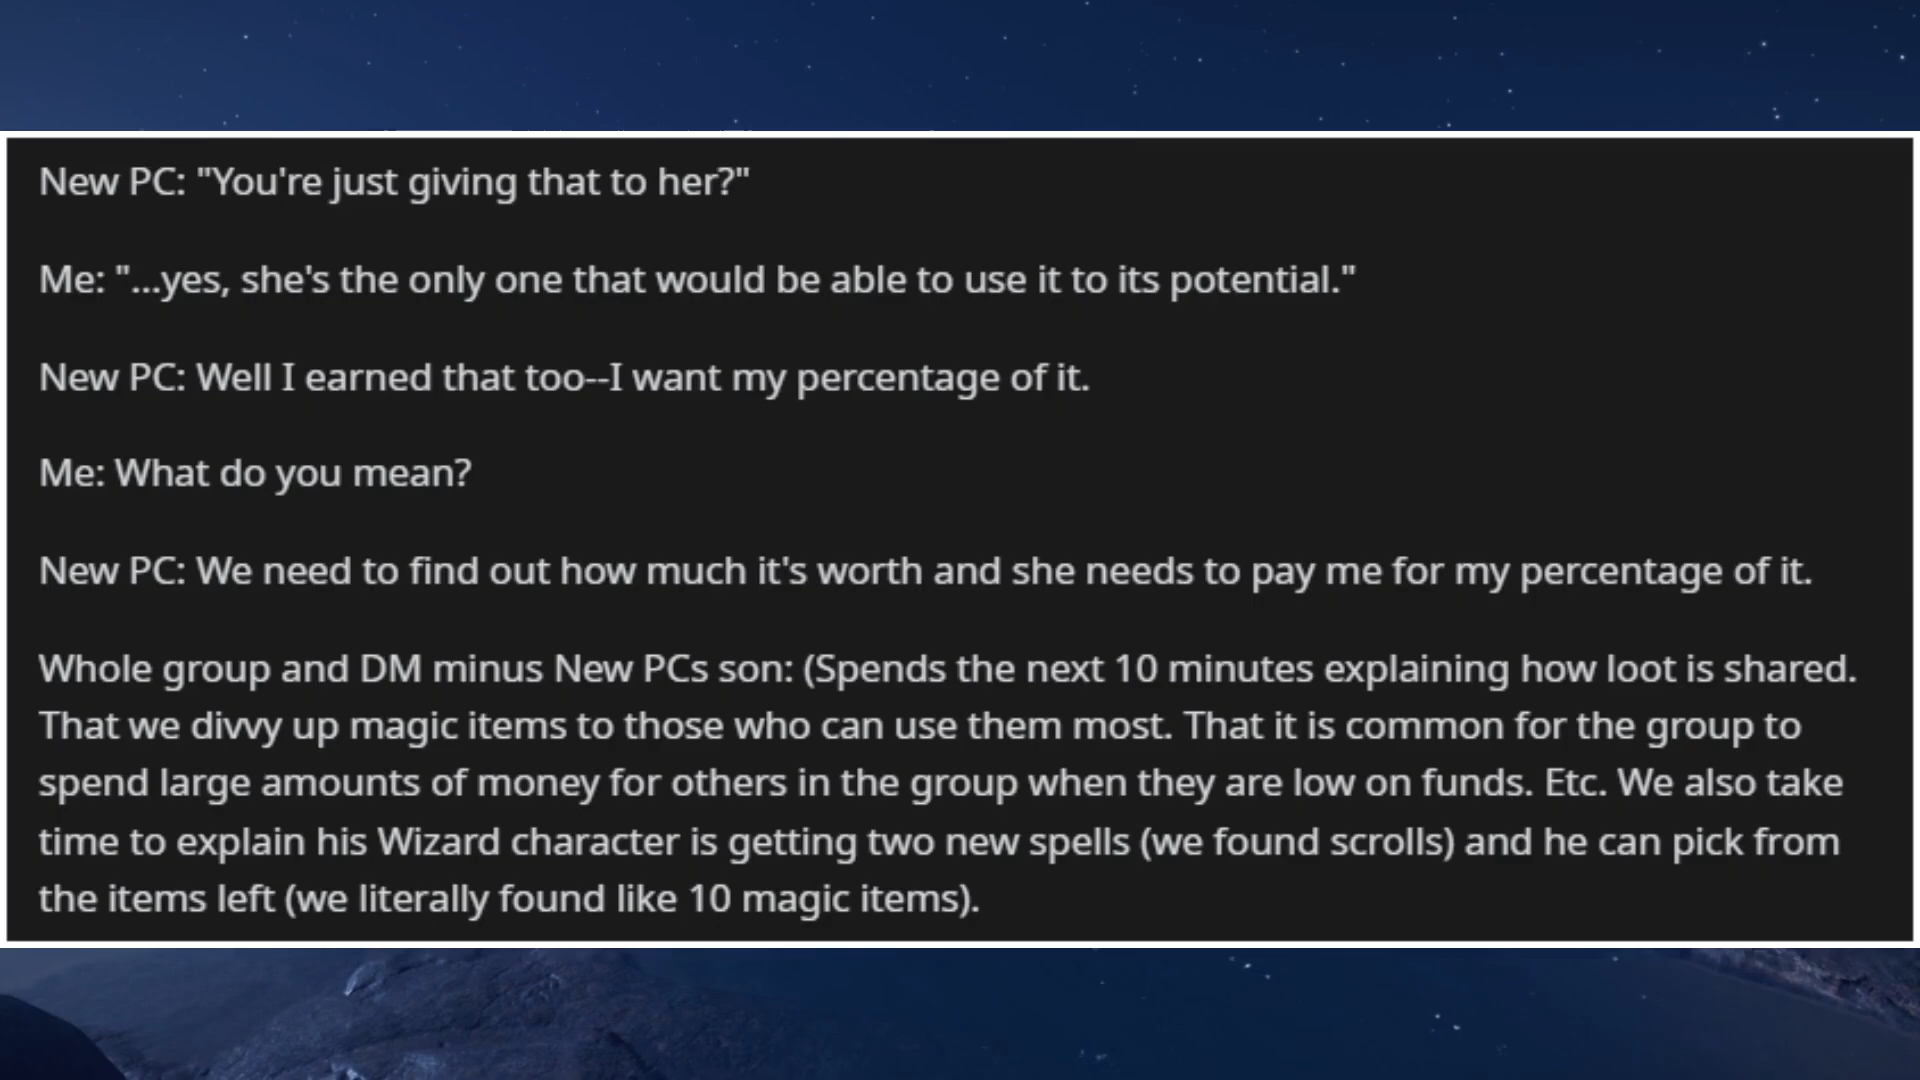 New PC: "You're just giving that to her?"
Me: "...yes, she's the only one that would be able to use it to its potential."
New PC: Well I earned that too--I want my percentage of it.
Me: What do you mean?
New PC: We need to find out how much it's worth and she needs to pay me for my percentage of it.
Whole group and DM minus New PCs son: (Spends the next 10 minutes explaining how loot is shared.
That we divvy up magic items to those who can use them most. That it is common for the group to
spend large amounts of money for others in the group when they are low on funds. Etc. We also take
time to explain his Wizard character is getting two new spells (we found scrolls) and he can pick from
the items left (we literally found like 10 magic items).